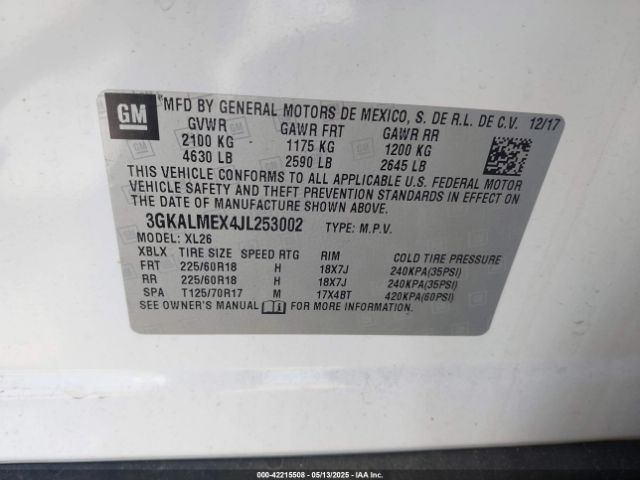 GM
MFD BY GENERAL MOTORS DE MEXICO, S. DE R.L. DE C.V. 12/17
GVWR GAWR FRT GAWR RR
2100 KG 1175 KG 1200 KG
4630 LB 2590 LB 2645 LB
THIS VEHICLE CONFORMS TO ALL APPLICABLE U.S. FEDERAL MOTOR
VEHICLE SAFETY AND THEFT PREVENTION STANDARDS IN EFFECT ON
THE DATE OF MANUFACTURE SHOWN ABOVE.
3GKALMEX4JL253002 TYPE: M.P.V.
MODEL: XL26
XBLX TIRE SIZE SPEED RTG RIM COLD TIRE PRESSURE
FRT 225/60R18 H 18X7J 240KPA(35PSI)
RR 225/60R18 H 18X7J 240KPA(35PSI)
SPA T125/70R17 M 17X4BT 420KPA(60PSI)
SEE OWNER'S MANUAL FOR MORE INFORMATION.
000-42215508 05/13/2025 IAAI.COM